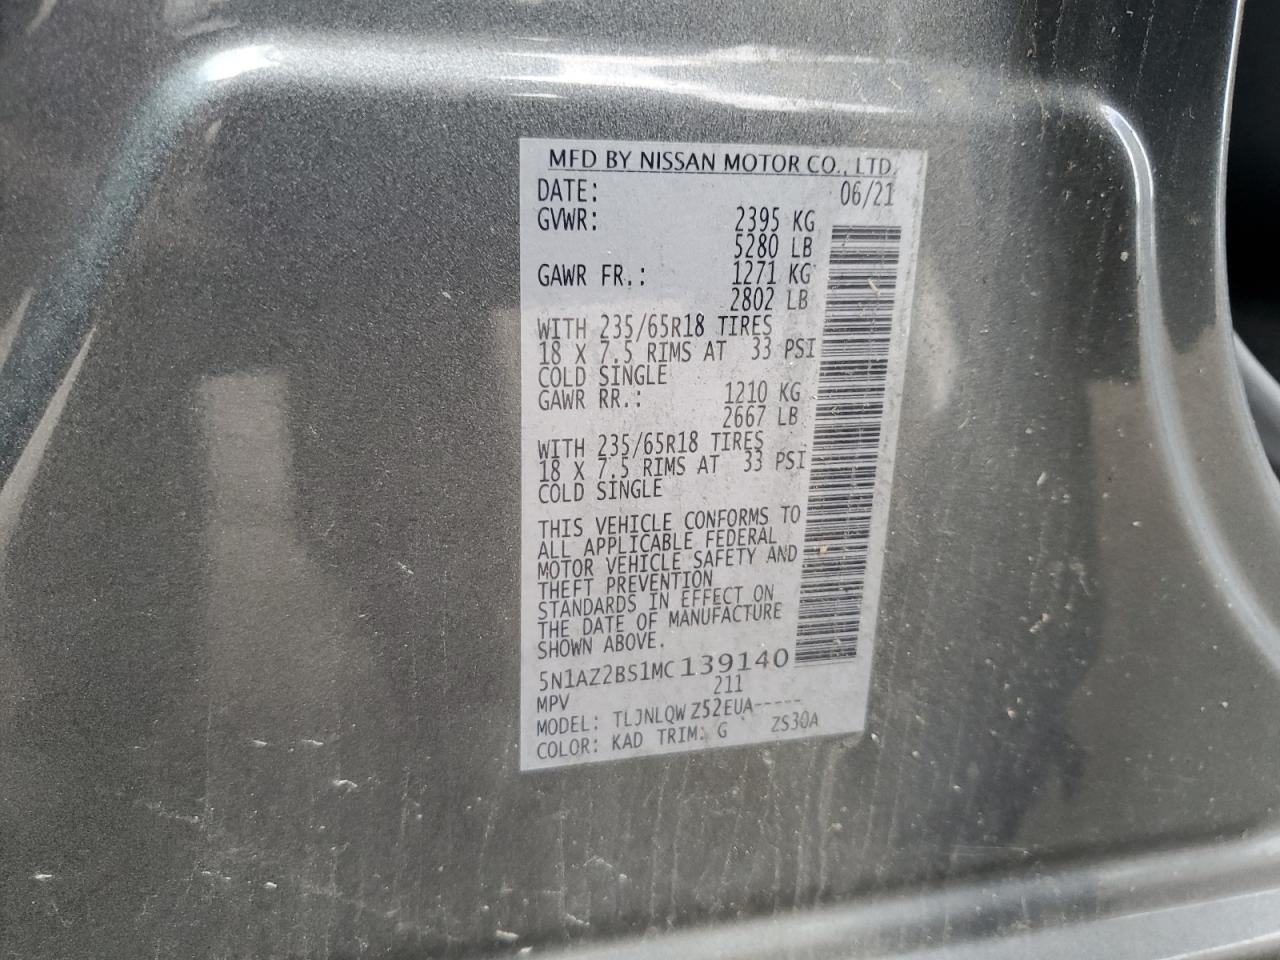 MFD BY NISSAN MOTOR CO., LTD.
DATE: 06/21
GVWR: 2395 KG
5280 LB
GAWR FR.: 1271 KG
2802 LB
WITH 235/65R18 TIRES
18 X 7.5 RIMS AT 33 PSI
COLD SINGLE
GAWR RR.: 1210 KG
2667 LB
WITH 235/65R18 TIRES
18 X 7.5 RIMS AT 33 PSI
COLD SINGLE
THIS VEHICLE CONFORMS TO
ALL APPLICABLE FEDERAL
MOTOR VEHICLE SAFETY AND
THEFT PREVENTION
STANDARDS IN EFFECT ON
THE DATE OF MANUFACTURE
SHOWN ABOVE.
5N1AZ2BS1MC139140
MPV 211
MODEL: TLJNLQWZ52EUA-----
COLOR: KAD TRIM: G ZS30A